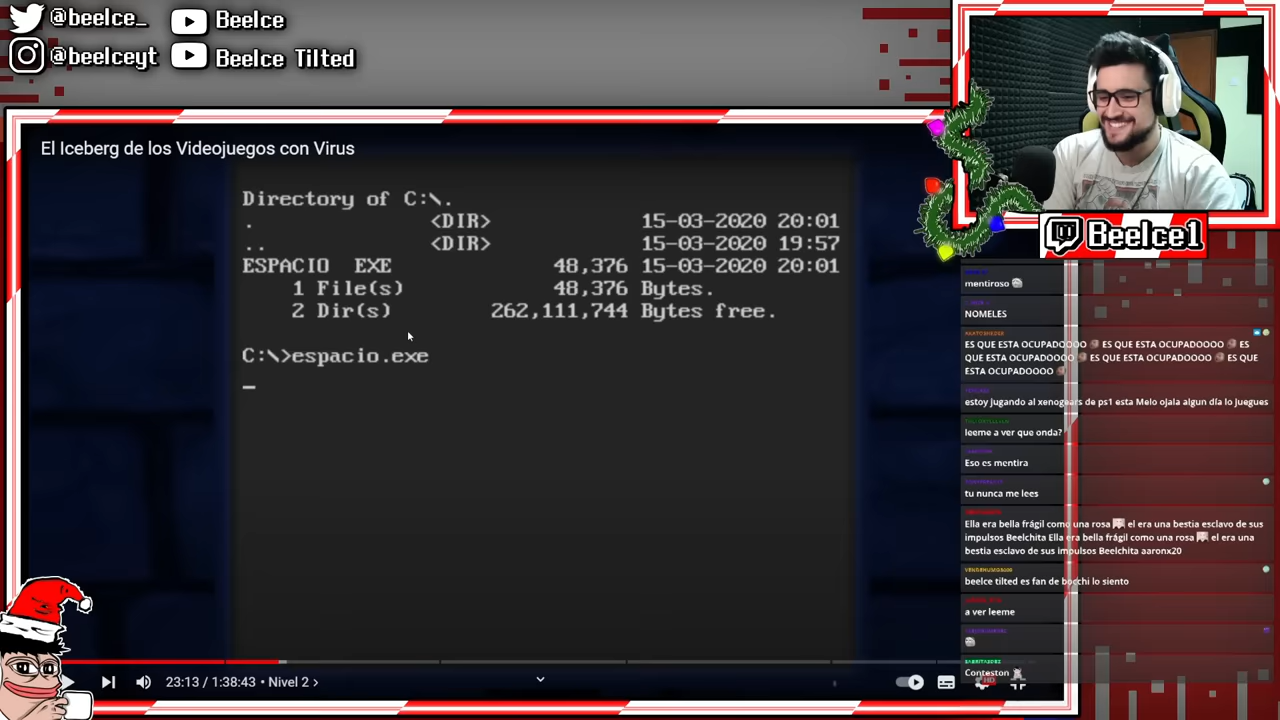 @beelce_
Beelce
@beelceyt
Beelce Tilted
El Iceberg de los Videojuegos con Virus
Directory of C:\.
. <DIR> 15-03-2020 20:01
.. <DIR> 15-03-2020 19:57
ESPACIO EXE 48,376 15-03-2020 20:01
1 File(s) 48,376 Bytes.
2 Dir(s) 262,111,744 Bytes free.
C:\>espacio.exe
_
23:13 / 1:38:43 • Nivel 2 >
HD
Beelce1
mentiroso
NOMELES
ES QUE ESTA OCUPADOOOO ES QUE ESTA OCUPADOOOO ES
QUE ESTA OCUPADOOOO ES QUE ESTA OCUPADOOOO ES QUE
ESTA OCUPADOOOO
estoy jugando al xenogears de ps1 esta Melo ojala algun día lo juegues
leeme a ver que onda?
Eso es mentira
tu nunca me lees
Ella era bella frágil como una rosa el era una bestia esclavo de sus
impulsos Beelchita Ella era bella frágil como una rosa el era una
bestia esclavo de sus impulsos Beelchita aaronx20
beelce tilted es fan de bocchi lo siento
a ver leeme
Conteston